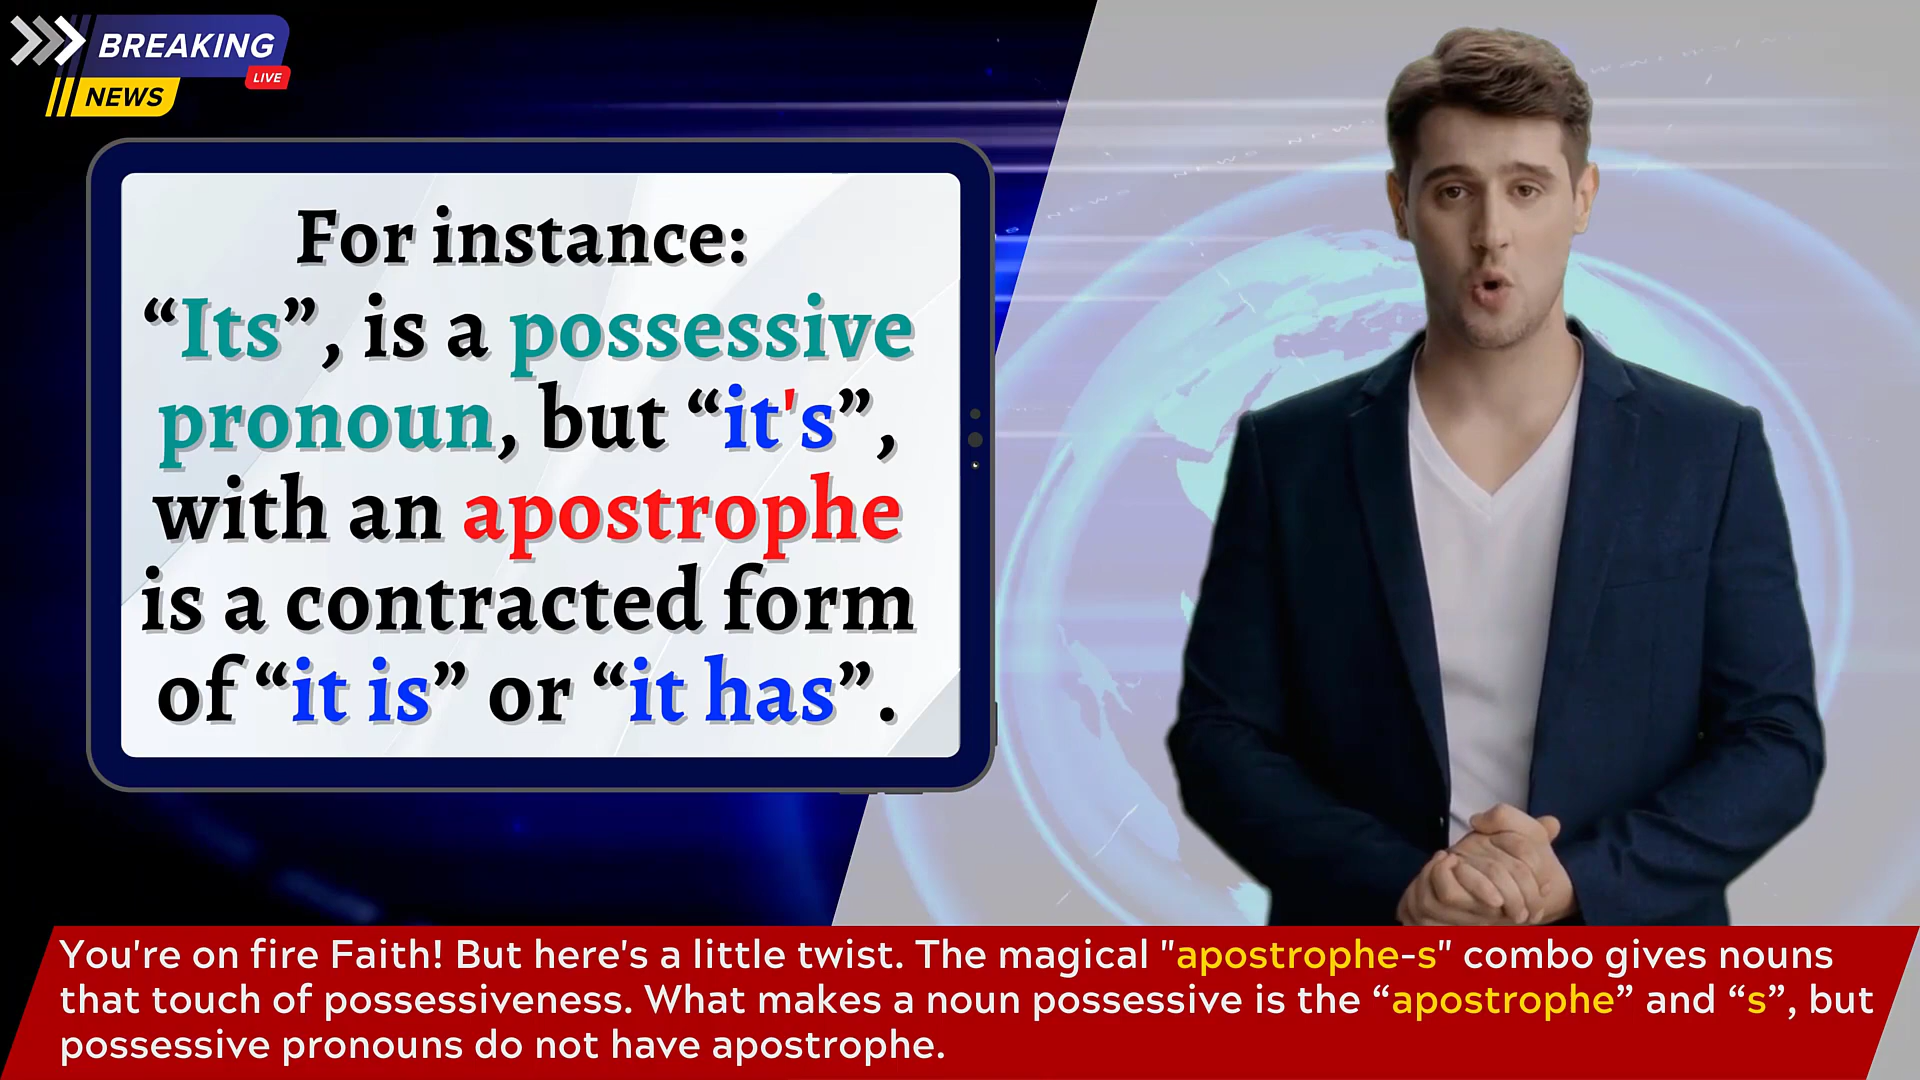 BREAKING
LIVE
NEWS
For instance:
“Its”, is a possessive
pronoun, but “it's”,
with an apostrophe
is a contracted form
of “it is” or “it has”.
You're on fire Faith! But here's a little twist. The magical "apostrophe-s" combo gives nouns
that touch of possessiveness. What makes a noun possessive is the “apostrophe” and “s”, but
possessive pronouns do not have apostrophe.